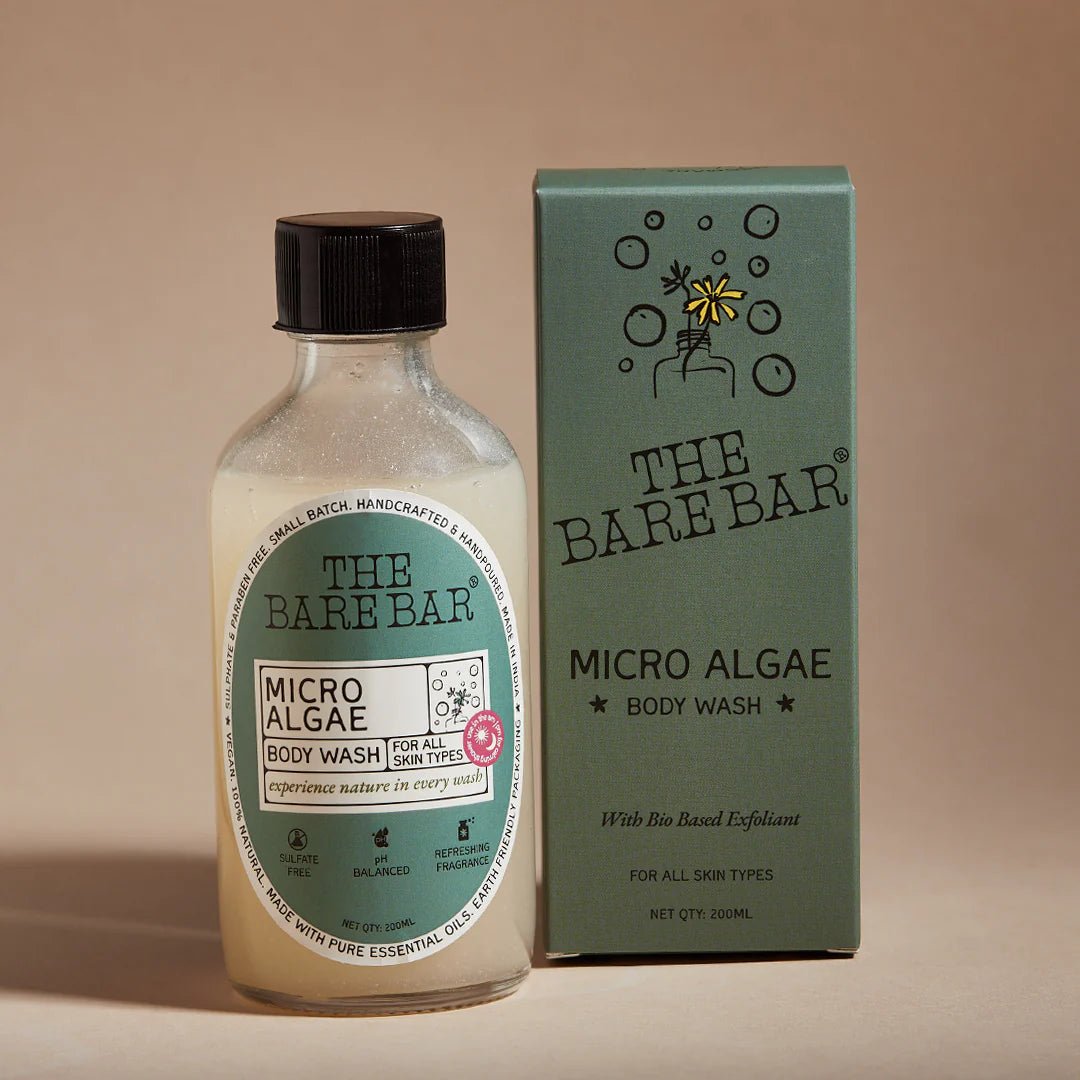 SMALL BATCH. HANDCRAFTED & HANDPOURED. MADE IN INDIA ★ EARTH FRIENDLY PACKAGING
MADE WITH PURE ESSENTIAL OILS.
VEGAN. 100% NATURAL.
SULPHATE & PARABEN FREE.
THE
BARE BAR®
MICRO
ALGAE
BODY WASH
FOR ALL
SKIN TYPES
experience nature in every wash
SULFATE
FREE
pH
BALANCED
REFRESHING
FRAGRANCE
NET QTY: 200ML
THE
BARE BAR®
MICRO ALGAE
★ BODY WASH ★
With Bio Based Exfoliant
FOR ALL SKIN TYPES
NET QTY: 200ML